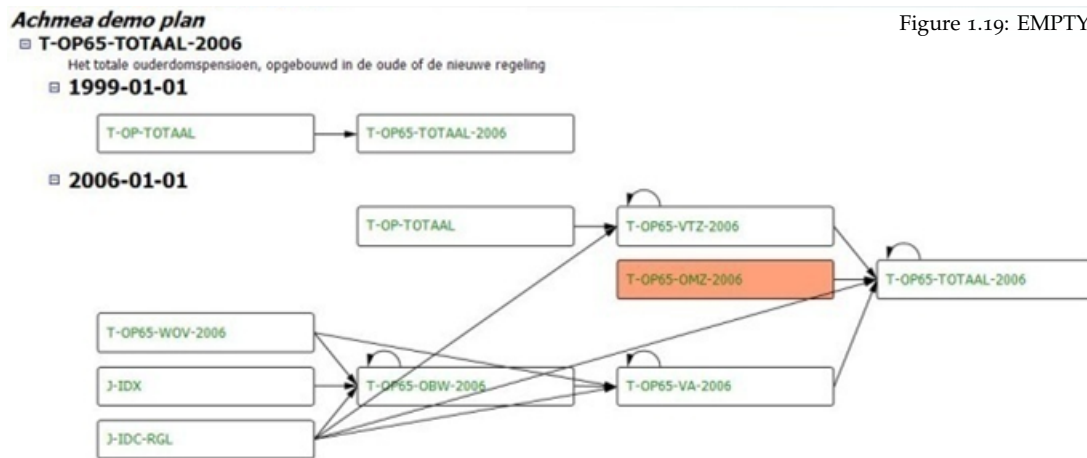 Achmea demo plan
Figure 1.19: EMPTY
T-OP65-TOTAAL-2006
Het totale ouderdomspensioen, opgebouwd in de oude of de nieuwe regeling
1999-01-01
T-OP-TOTAAL
T-OP65-TOTAAL-2006
2006-01-01
T-OP-TOTAAL
T-OP65-VTZ-2006
T-OP65-OMZ-2006
T-OP65-TOTAAL-2006
T-OP65-WOV-2006
J-IDX
T-OP65-OBW-2006
T-OP65-VA-2006
J-IDC-RGL